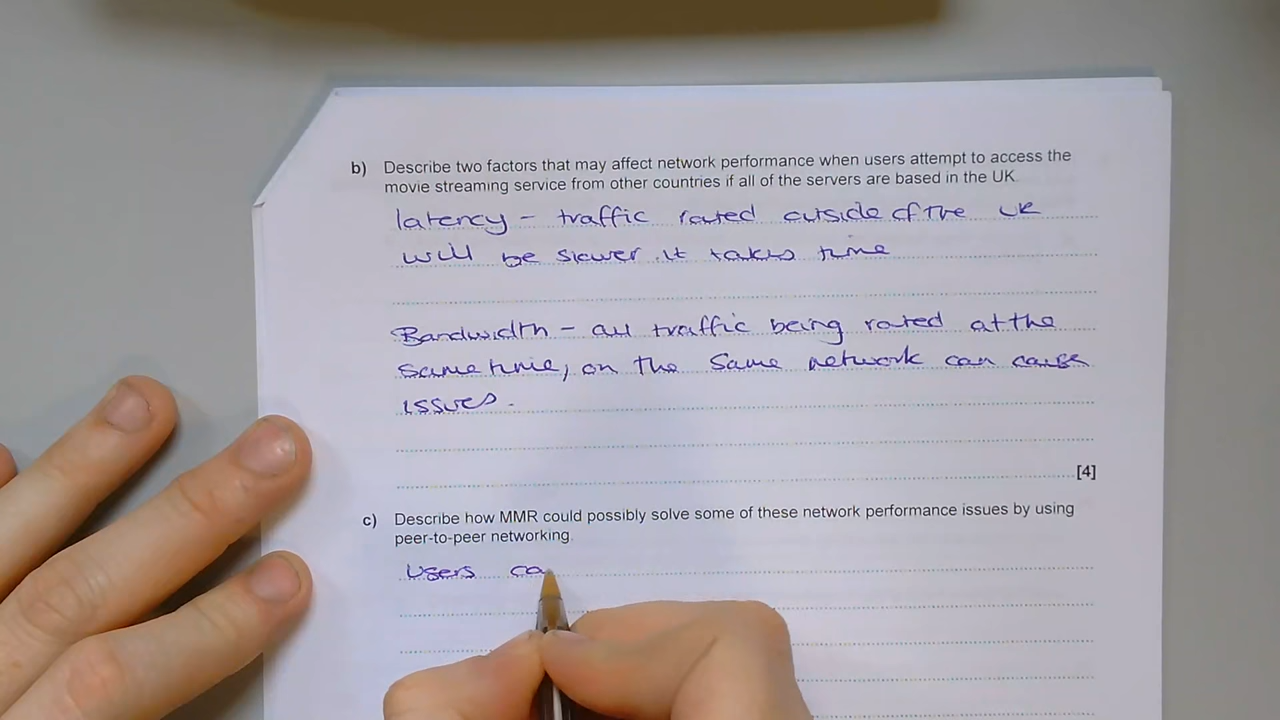 b) Describe two factors that may affect network performance when users attempt to access the
movie streaming service from other countries if all of the servers are based in the UK.
latency – traffic routed outside of the UK
will be slower it takes time
Bandwidth – all traffic being routed at the
same time, on the same network can cause
issues.
[4]
c) Describe how MMR could possibly solve some of these network performance issues by using
peer-to-peer networking.
Users ca